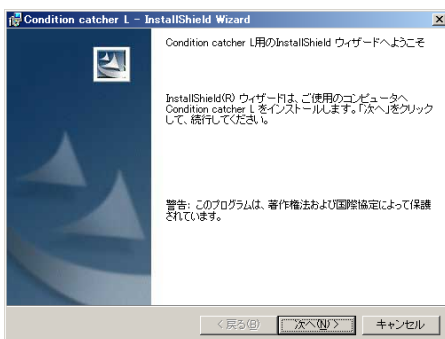 Condition catcher L - InstallShield Wizard
Condition catcher L用のInstallShield ウィザードへようこそ
InstallShield(R) ウィザードは、ご使用のコンピュータへ
Condition catcher L をインストールします。「次へ」をクリック
して、続行してください。
警告: このプログラムは、著作権法および国際協定によって保護
されています。
< 戻る(B)
次へ(N) >
キャンセル